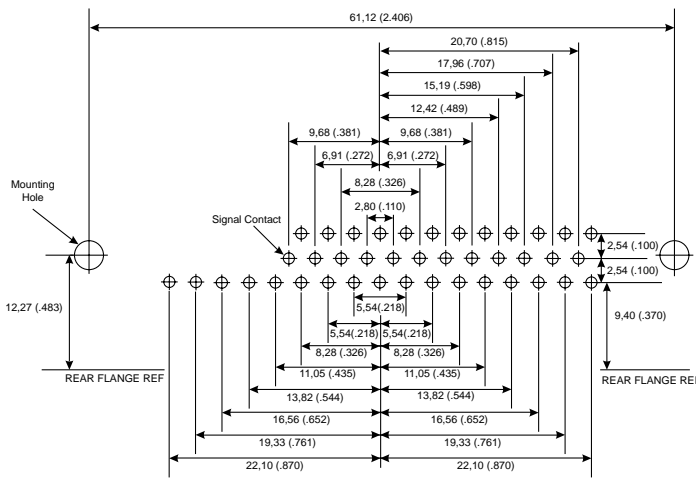 61,12 (2.406)
20,70 (.815)
17,96 (.707)
15,19 (.598)
12,42 (.489)
9,68 (.381) 9,68 (.381)
6,91 (.272) 6,91 (.272)
8,28 (.326)
2,80 (.110)
Mounting
Hole
Signal Contact
2,54 (.100)
2,54 (.100)
12,27 (.483)
9,40 (.370)
5,54(.218)
5,54(.218) 5,54(.218)
8,28 (.326) 8,28 (.326)
11,05 (.435) 11,05 (.435)
REAR FLANGE REF REAR FLANGE REF
13,82 (.544) 13,82 (.544)
16,56 (.652) 16,56 (.652)
19,33 (.761) 19,33 (.761)
22,10 (.870) 22,10 (.870)